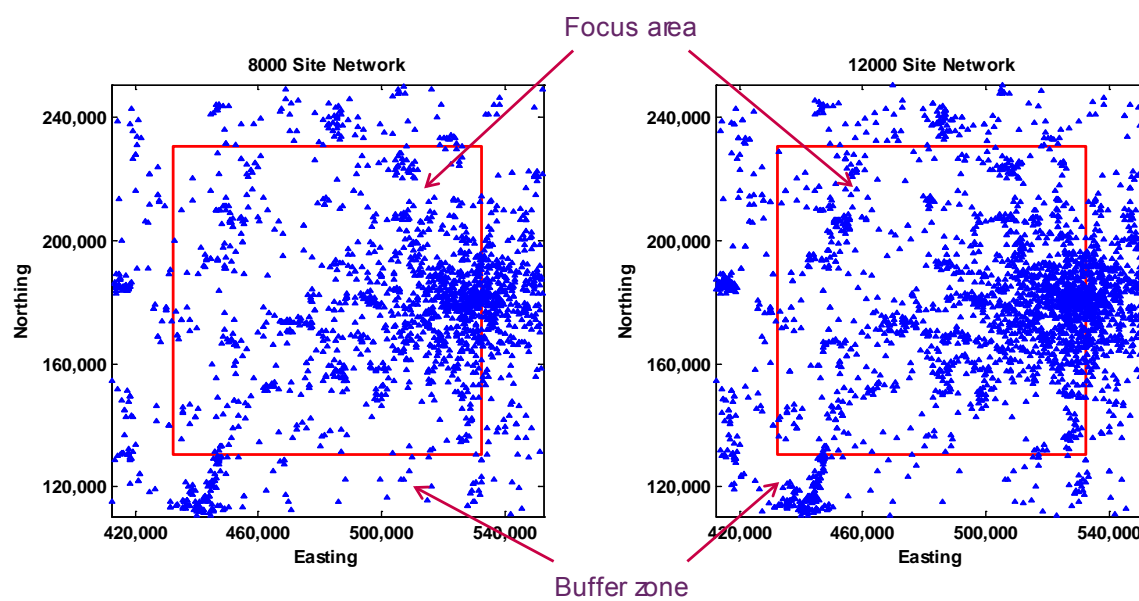 Focus area
8000 Site Network
12000 Site Network
240,000
200,000
160,000
120,000
Northing
420,000
460,000
500,000
540,000
Easting
240,000
200,000
160,000
120,000
Northing
420,000
460,000
500,000
540,000
Easting
Buffer zone